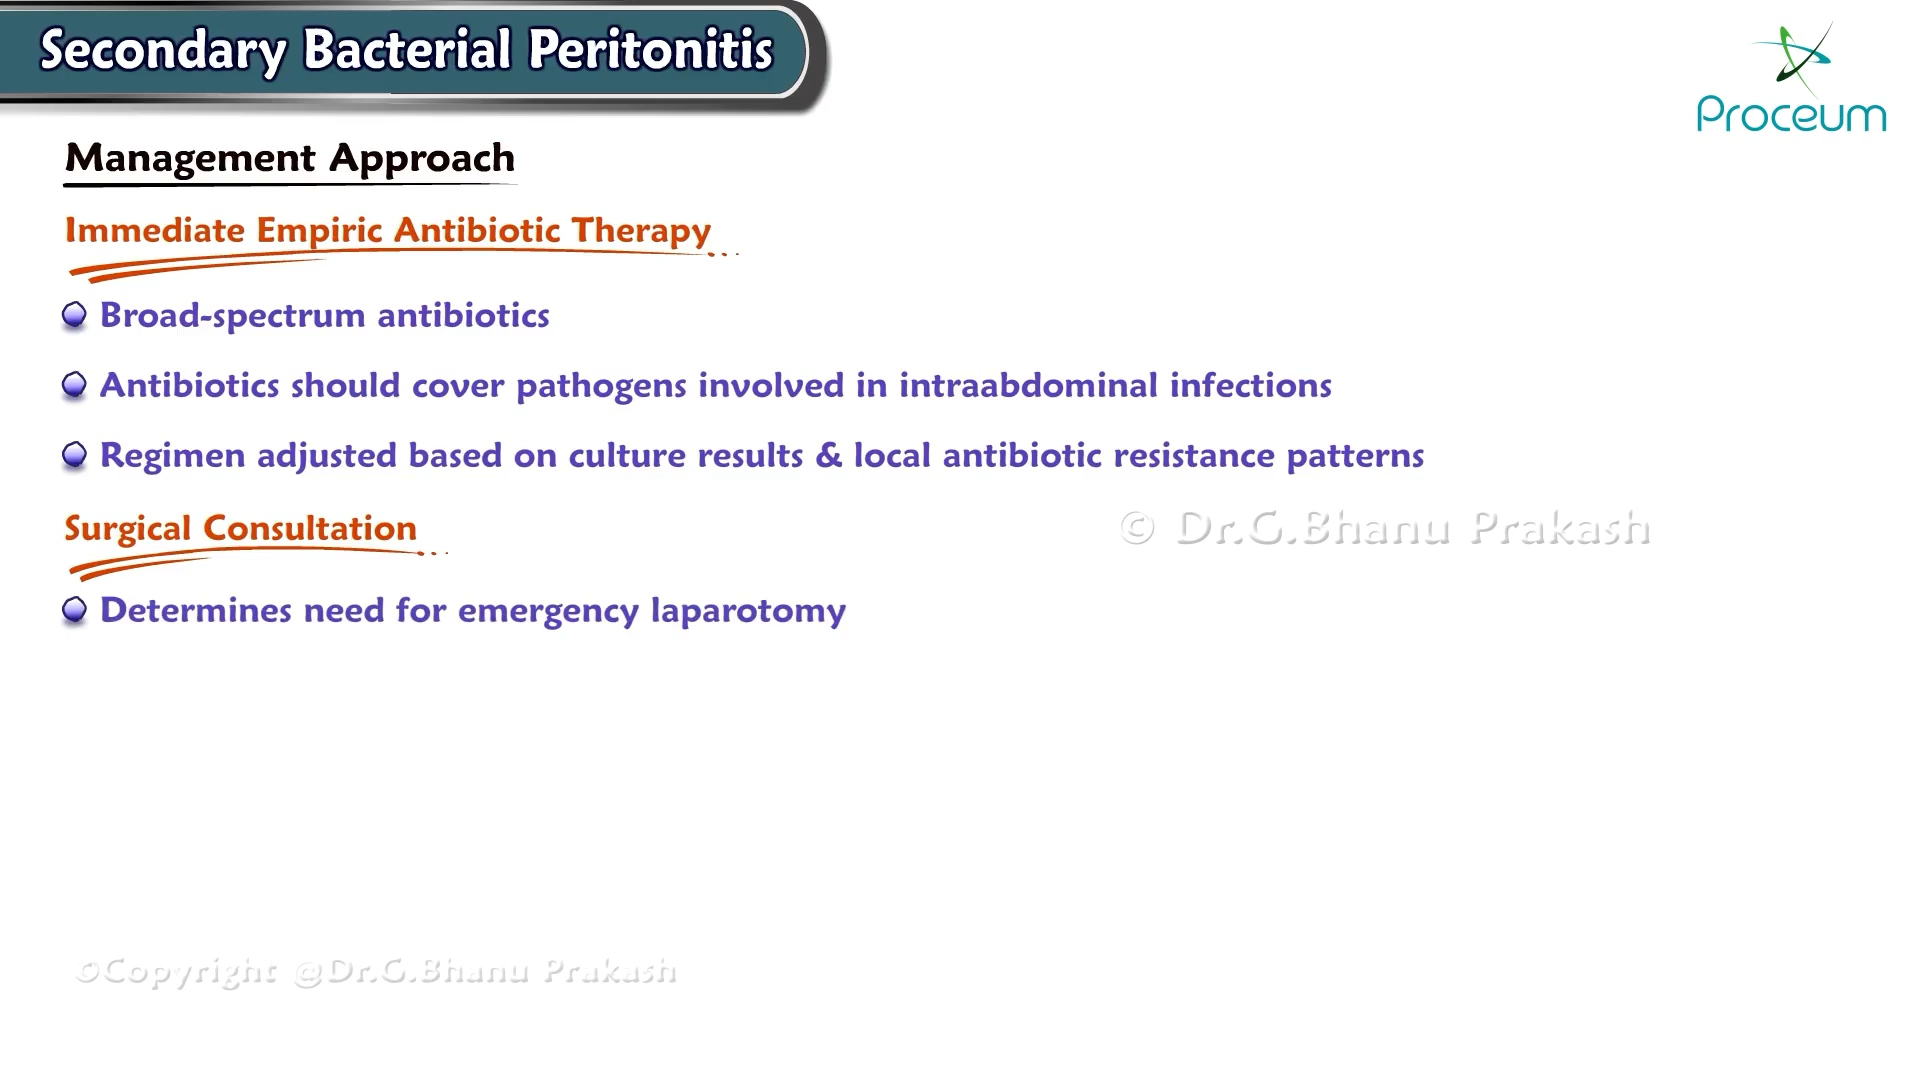 Secondary Bacterial Peritonitis
Proceum
Management Approach
Immediate Empiric Antibiotic Therapy
Broad-spectrum antibiotics
Antibiotics should cover pathogens involved in intraabdominal infections
Regimen adjusted based on culture results & local antibiotic resistance patterns
Surgical Consultation
© Dr.G.Bhanu Prakash
Determines need for emergency laparotomy
©Copyright @Dr.G.Bhanu Prakash